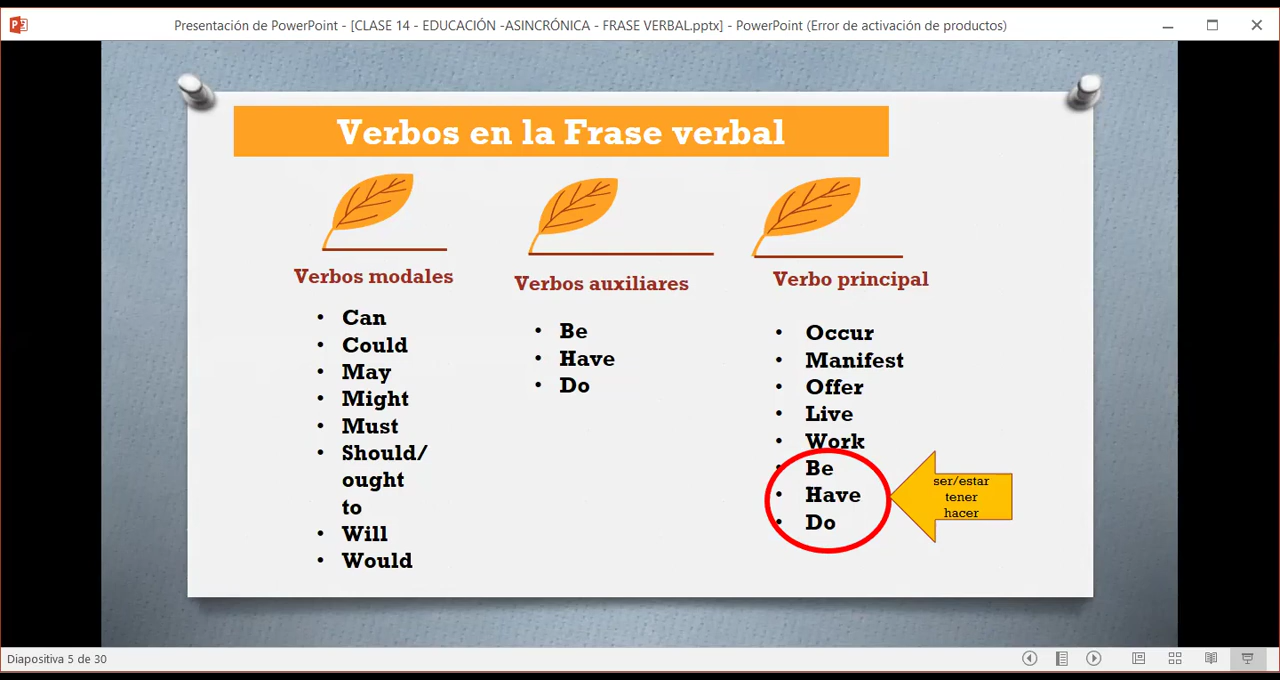 Presentación de PowerPoint - [CLASE 14 - EDUCACIÓN -ASINCRÓNICA - FRASE VERBAL.pptx] - PowerPoint (Error de activación de productos)
Verbos en la Frase verbal
Verbos modales
• Can
• Could
• May
• Might
• Must
• Should/
ought
to
• Will
• Would
Verbos auxiliares
• Be
• Have
• Do
Verbo principal
• Occur
• Manifest
• Offer
• Live
• Work
• Be
• Have
• Do
ser/estar
tener
hacer
Diapositiva 5 de 30